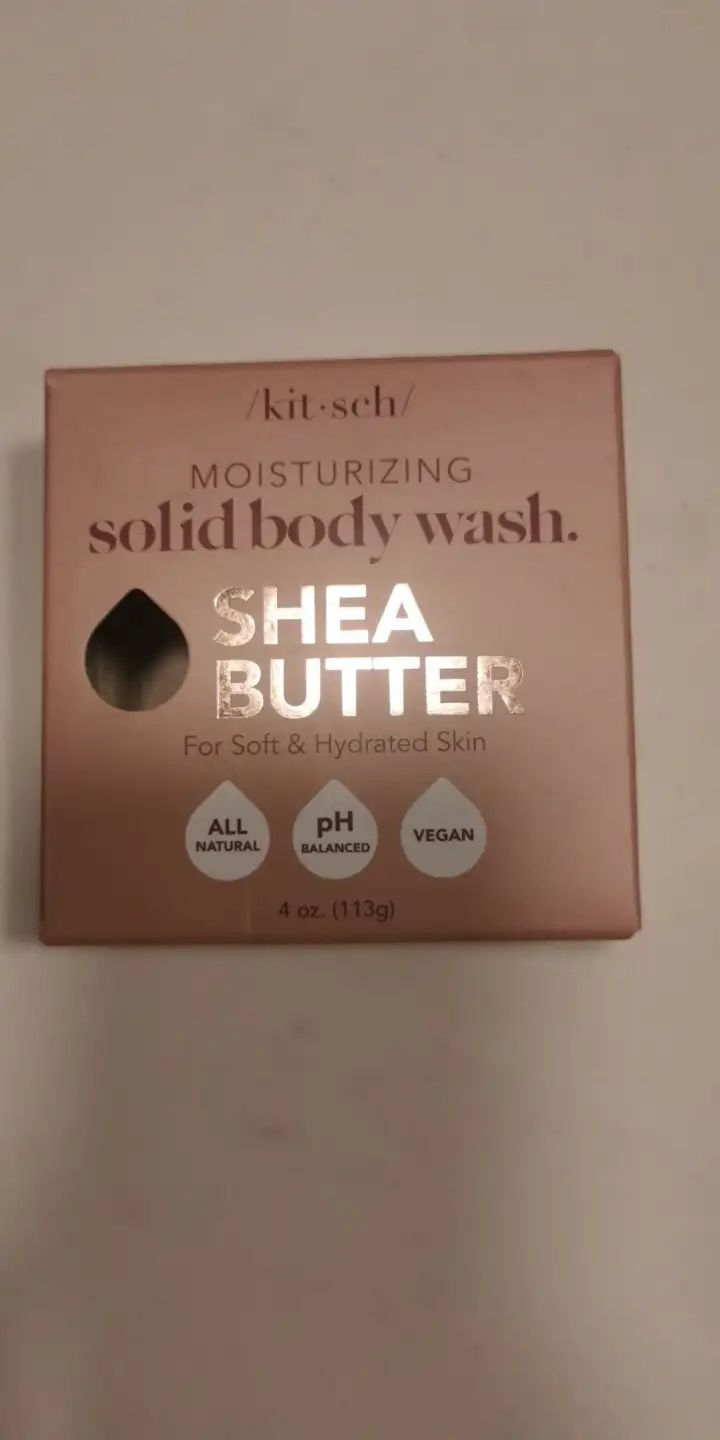 /kit·sch/
MOISTURIZING
solid body wash.
SHEA
BUTTER
For Soft & Hydrated Skin
ALL
NATURAL
pH
BALANCED
VEGAN
4 oz. (113g)